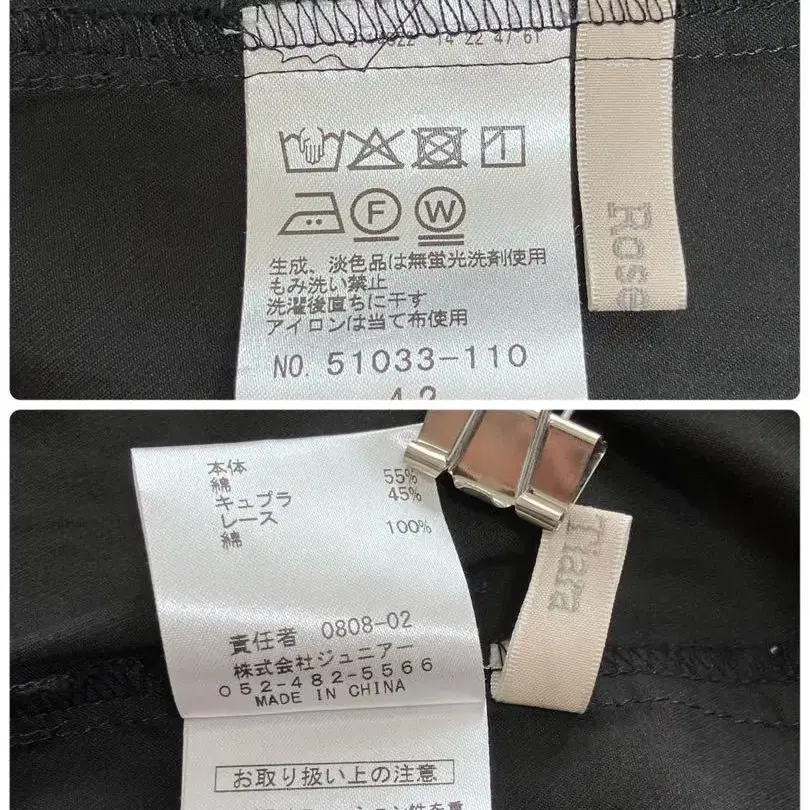 F
W
生成、淡色品は無蛍光洗剤使用
もみ洗い禁止
洗濯後直ちに干す
アイロンは当て布使用
NO. 51033-110
42
Rose
本体
綿 55%
キュプラ 45%
レース
綿 100%
責任者 0808-02
株式会社ジュニアー
052-482-5566
MADE IN CHINA
お取り扱い上の注意
Tiara